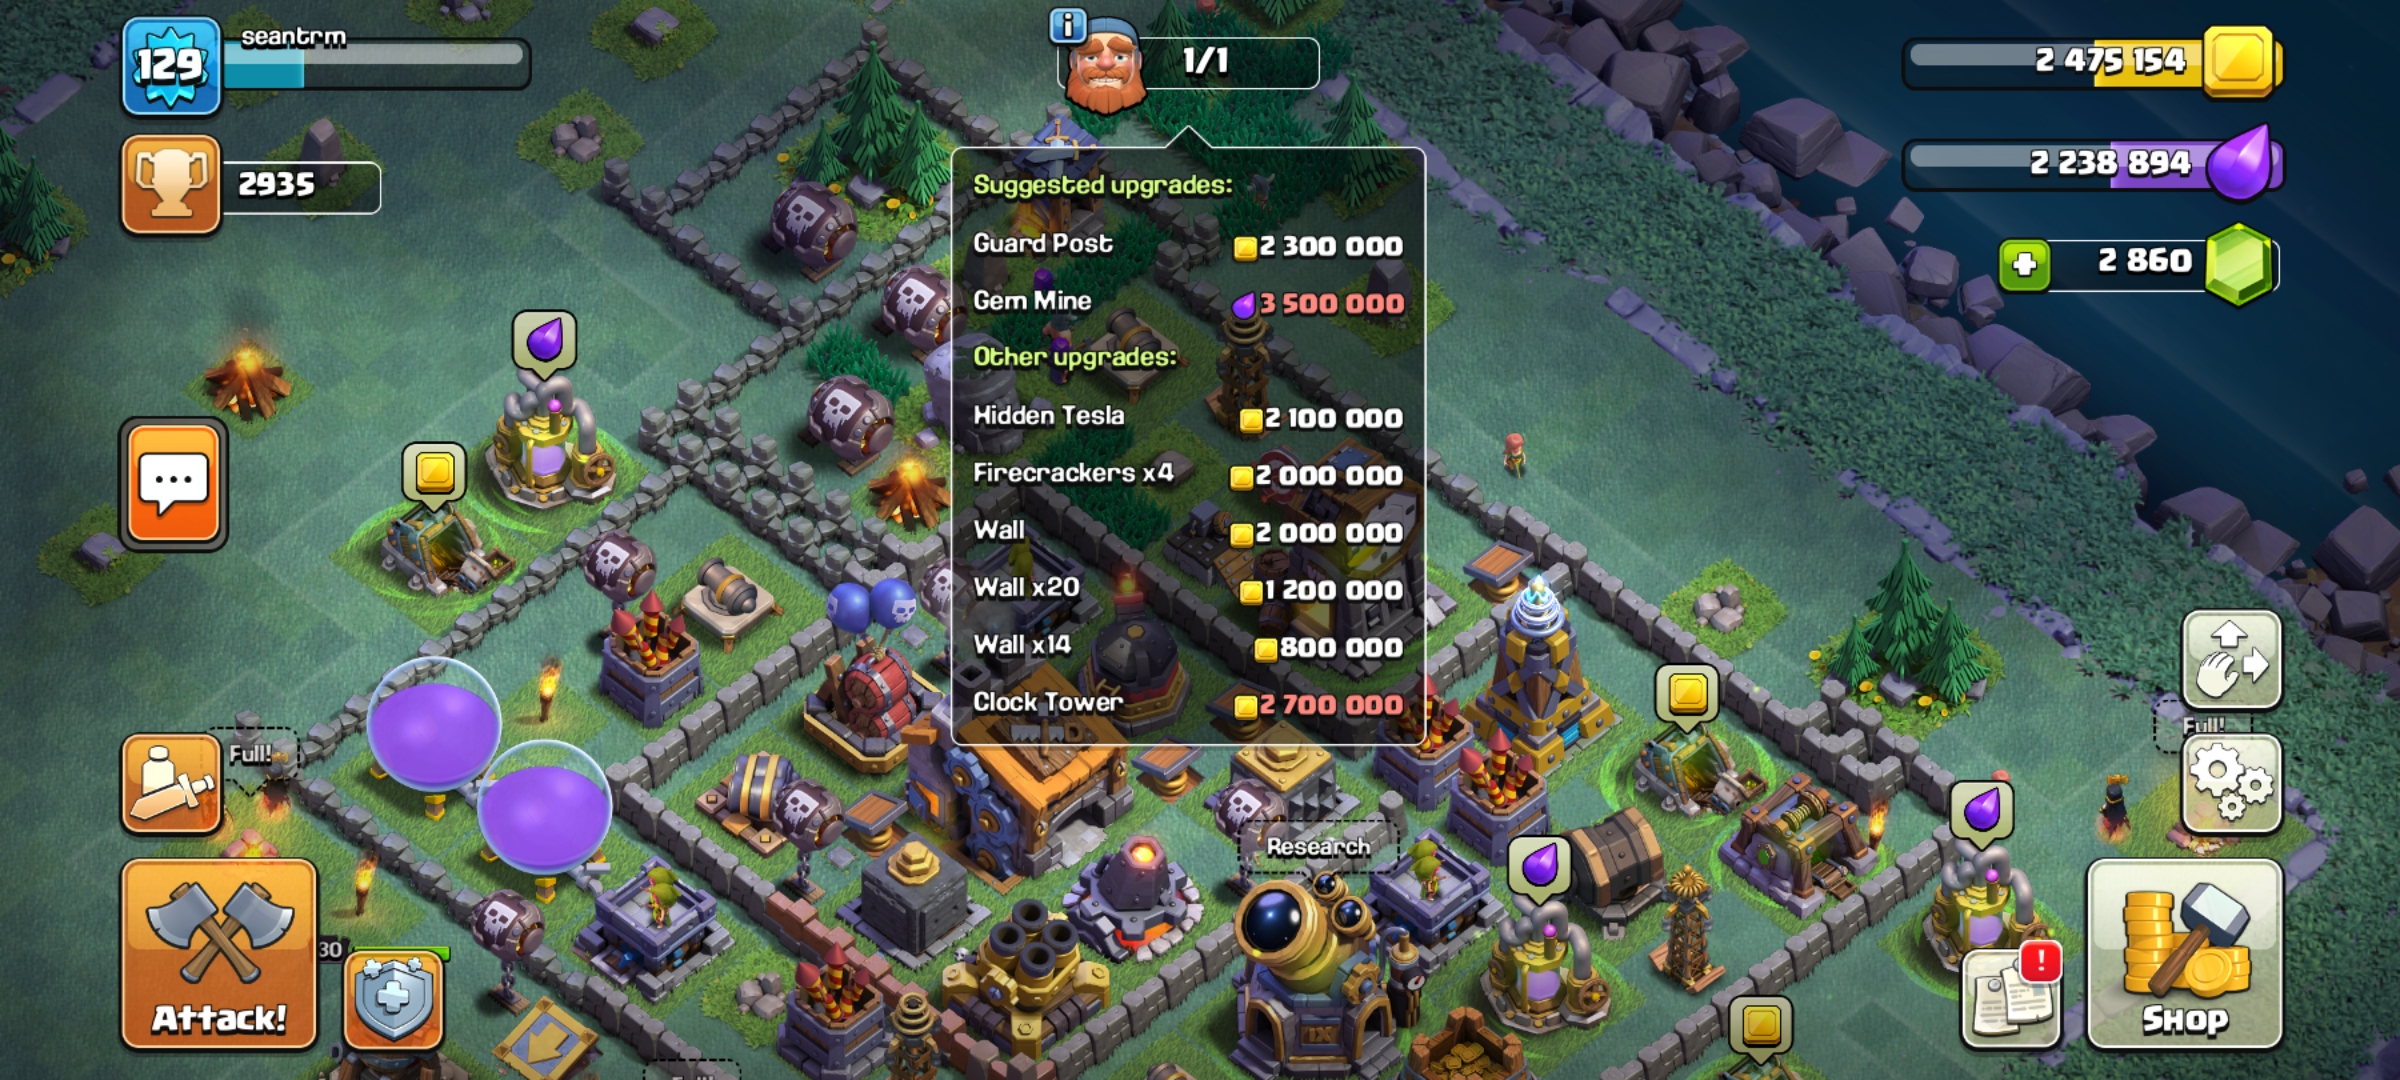 129 seantrm
1/1
2 475 154
2935
2 238 894
2 860
Suggested upgrades:
Guard Post 2 300 000
Gem Mine 3 500 000
Other upgrades:
Hidden Tesla 2 100 000
Firecrackers x4 2 000 000
Wall 2 000 000
Wall x20 1 200 000
Wall x14 800 000
Clock Tower 2 700 000
Full!
Full!
Research
30
Attack!
!
Shop
IX